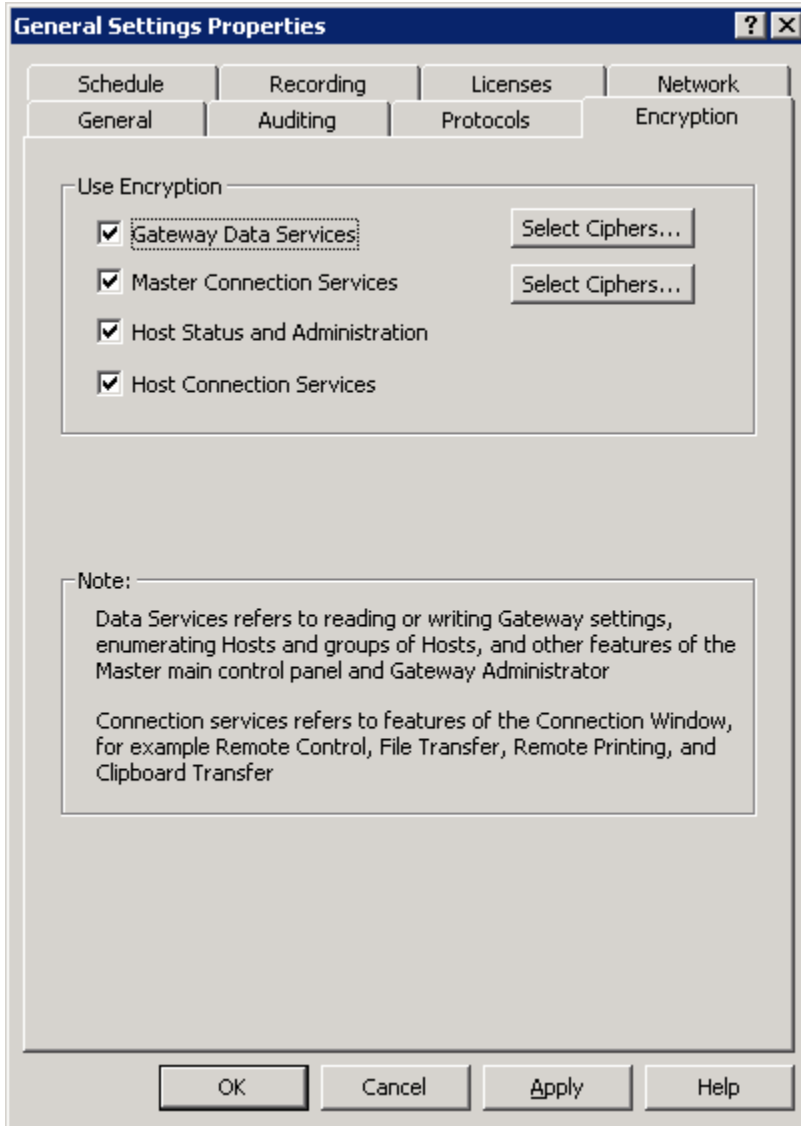 General Settings Properties
Schedule Recording Licenses Network
General Auditing Protocols Encryption
Use Encryption
Gateway Data Services Select Ciphers...
Master Connection Services Select Ciphers...
Host Status and Administration
Host Connection Services
Note:
Data Services refers to reading or writing Gateway settings,
enumerating Hosts and groups of Hosts, and other features of the
Master main control panel and Gateway Administrator
Connection services refers to features of the Connection Window,
for example Remote Control, File Transfer, Remote Printing, and
Clipboard Transfer
OK Cancel Apply Help